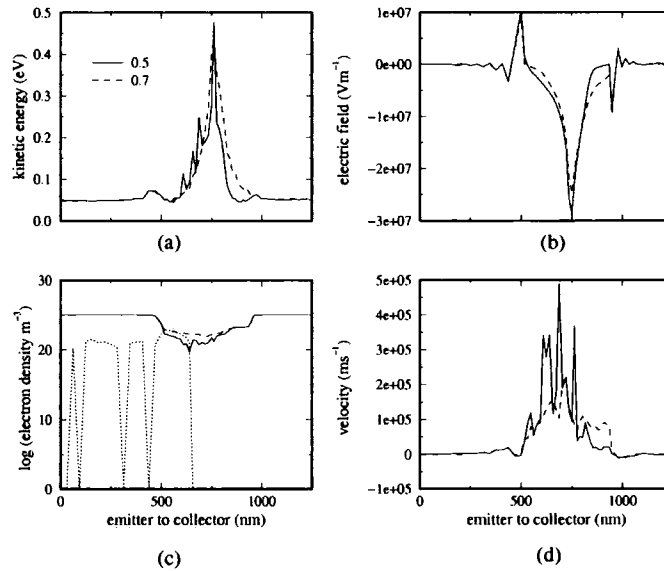 0.5
0.4
0.3
0.2
0.1
0.0
kinetic energy (eV)
0.5
0.7
(a)
1e+07
0e+00
−1e+07
−2e+07
−3e+07
electric field (Vm⁻¹)
(b)
30
20
10
0
log (electron density m⁻³)
0 500 1000
emitter to collector (nm)
(c)
5e+05
4e+05
3e+05
2e+05
1e+05
0
−1e+05
velocity (ms⁻¹)
0 500 1000
emitter to collector (nm)
(d)